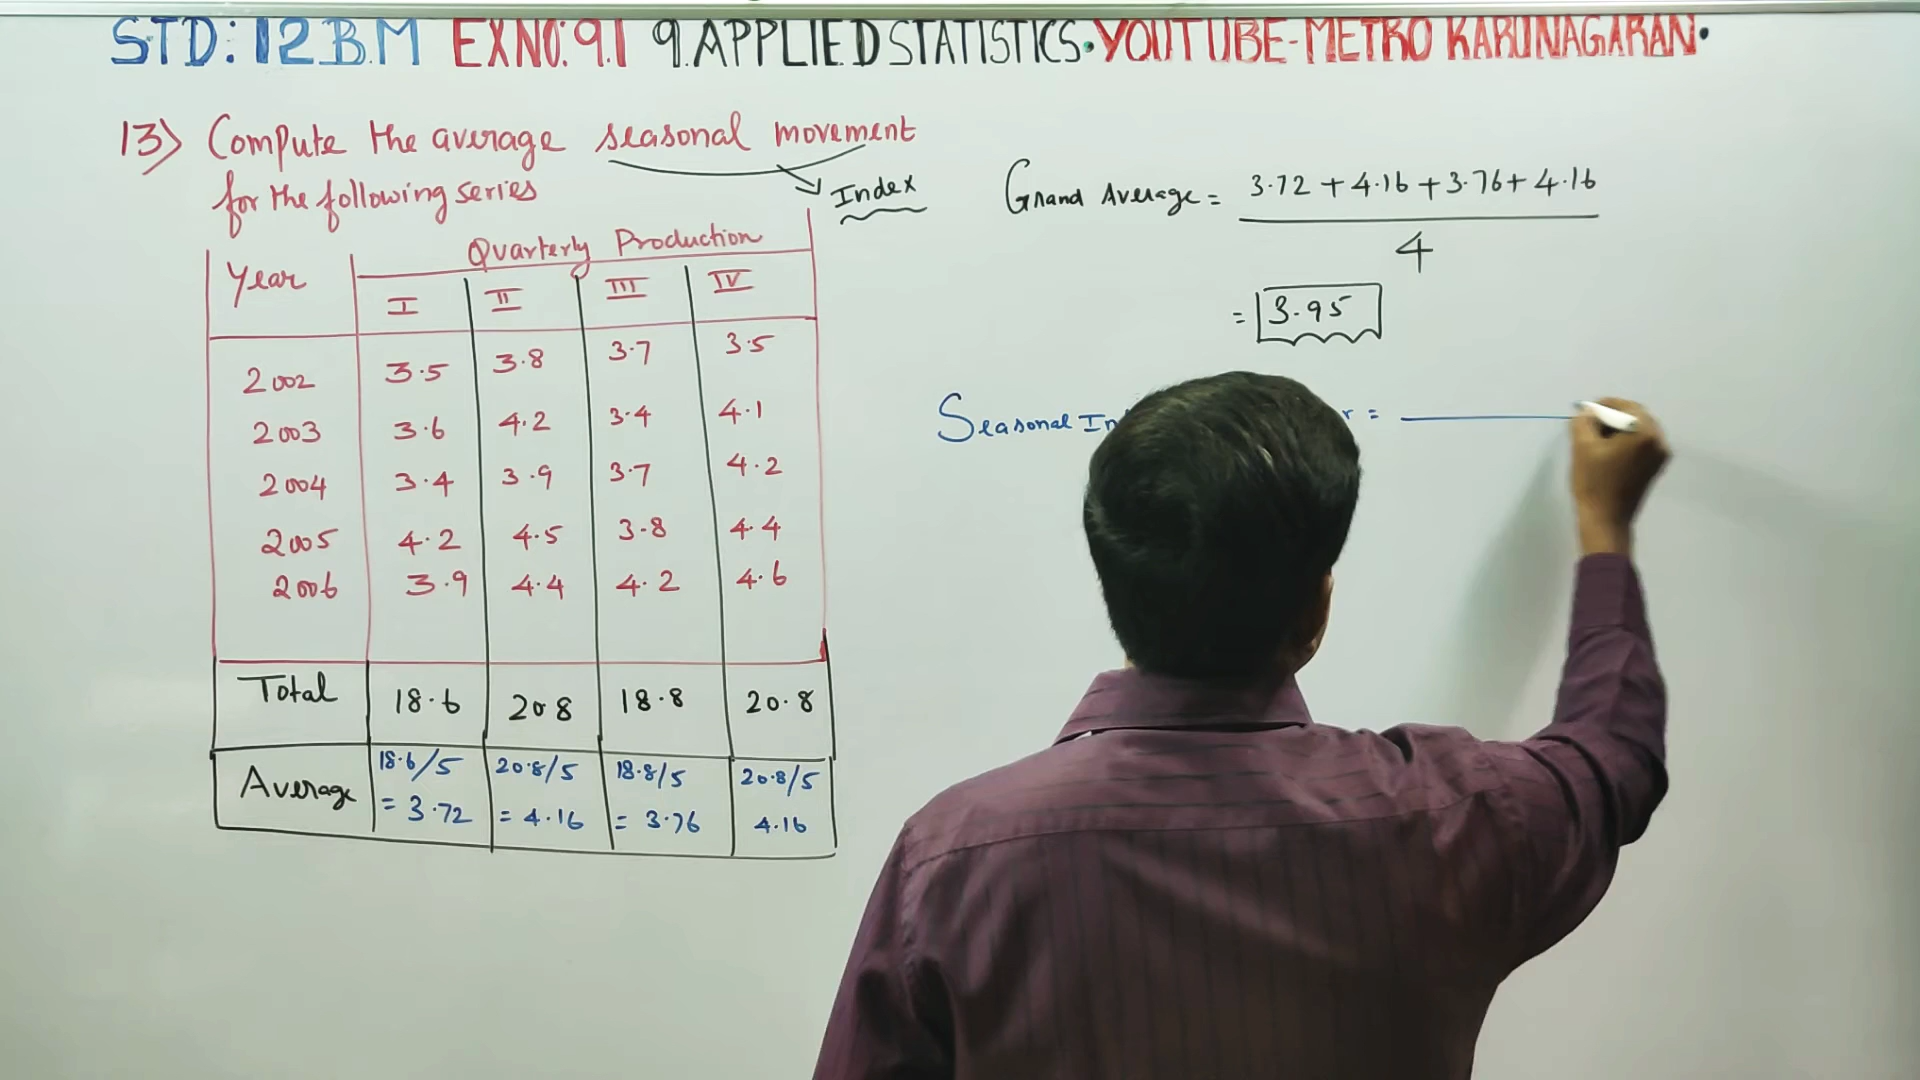 STD: 12 B.M EX NO: 9.1 9. APPLIED STATISTICS. YOUTUBE-METRO KARUNAGARAN.
13) Compute the average seasonal movement
for the following series
Index
Year Quarterly Production
I II III IV
2002 3.5 3.8 3.7 3.5
2003 3.6 4.2 3.4 4.1
2004 3.4 3.9 3.7 4.2
2005 4.2 4.5 3.8 4.4
2006 3.9 4.4 4.2 4.6
Total 18.6 20.8 18.8 20.8
Average 18.6/5 20.8/5 18.8/5 20.8/5
= 3.72 = 4.16 = 3.76 4.16
Grand Average = 3.72 + 4.16 + 3.76 + 4.16
4
= 3.95
Seasonal =